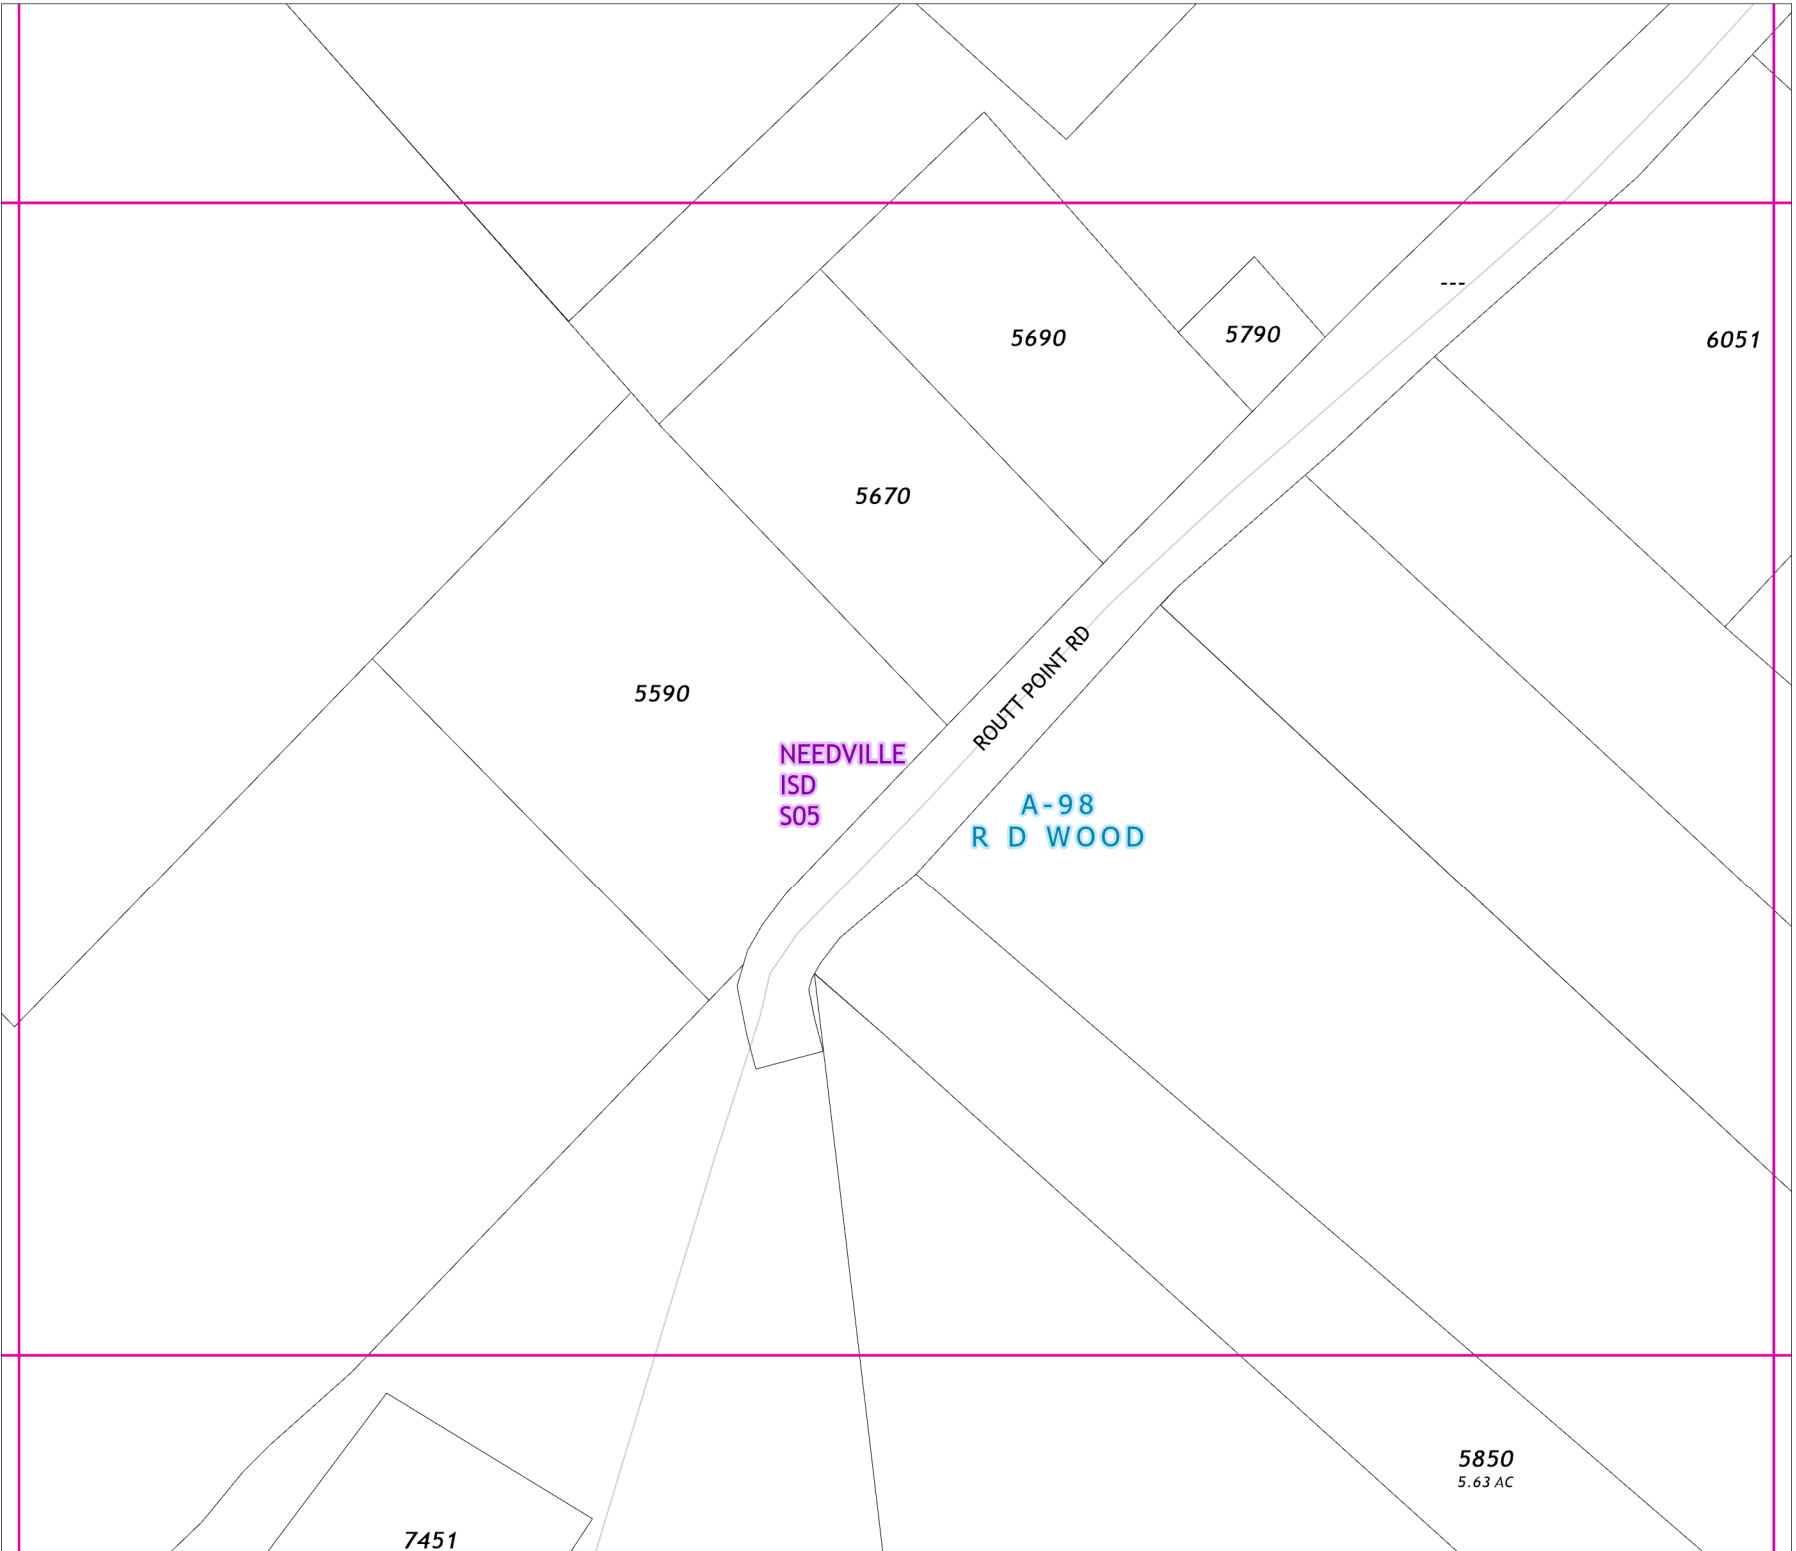 ---
5790
5690
6051
5670
ROUTT POINT RD
5590
NEEDVILLE
ISD
S05
A-98
R D WOOD
5850
5.63 AC
7451